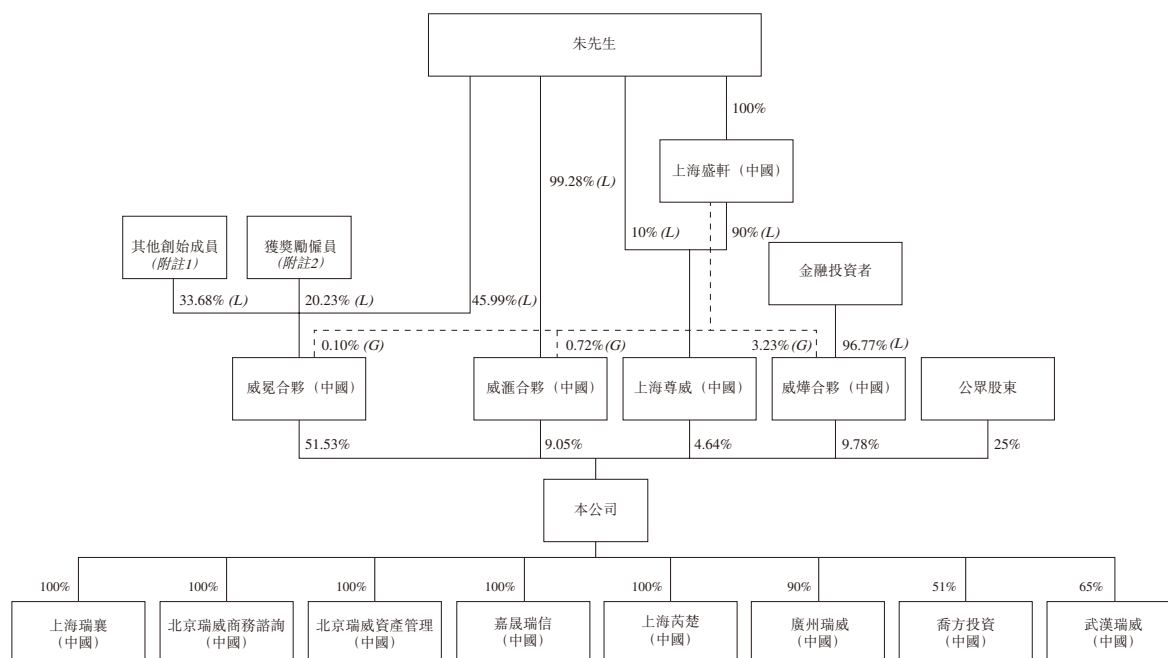 朱先生
100%
上海盛軒（中國）
99.28% (L)
10% (L)
90% (L)
其他創始成員
(附註1)
獲獎勵僱員
(附註2)
金融投資者
33.68% (L)
20.23% (L)
45.99% (L)
0.10% (G)
0.72% (G)
3.23% (G)
96.77% (L)
威冕合夥（中國）
威滙合夥（中國）
上海尊威（中國）
威燁合夥（中國）
公眾股東
51.53%
9.05%
4.64%
9.78%
25%
本公司
100%
100%
100%
100%
100%
90%
51%
65%
上海瑞襄
（中國）
北京瑞威商務諮詢
（中國）
北京瑞威資產管理
（中國）
嘉晟瑞信
（中國）
上海芮楚
（中國）
廣州瑞威
（中國）
喬方投資
（中國）
武漢瑞威
（中國）